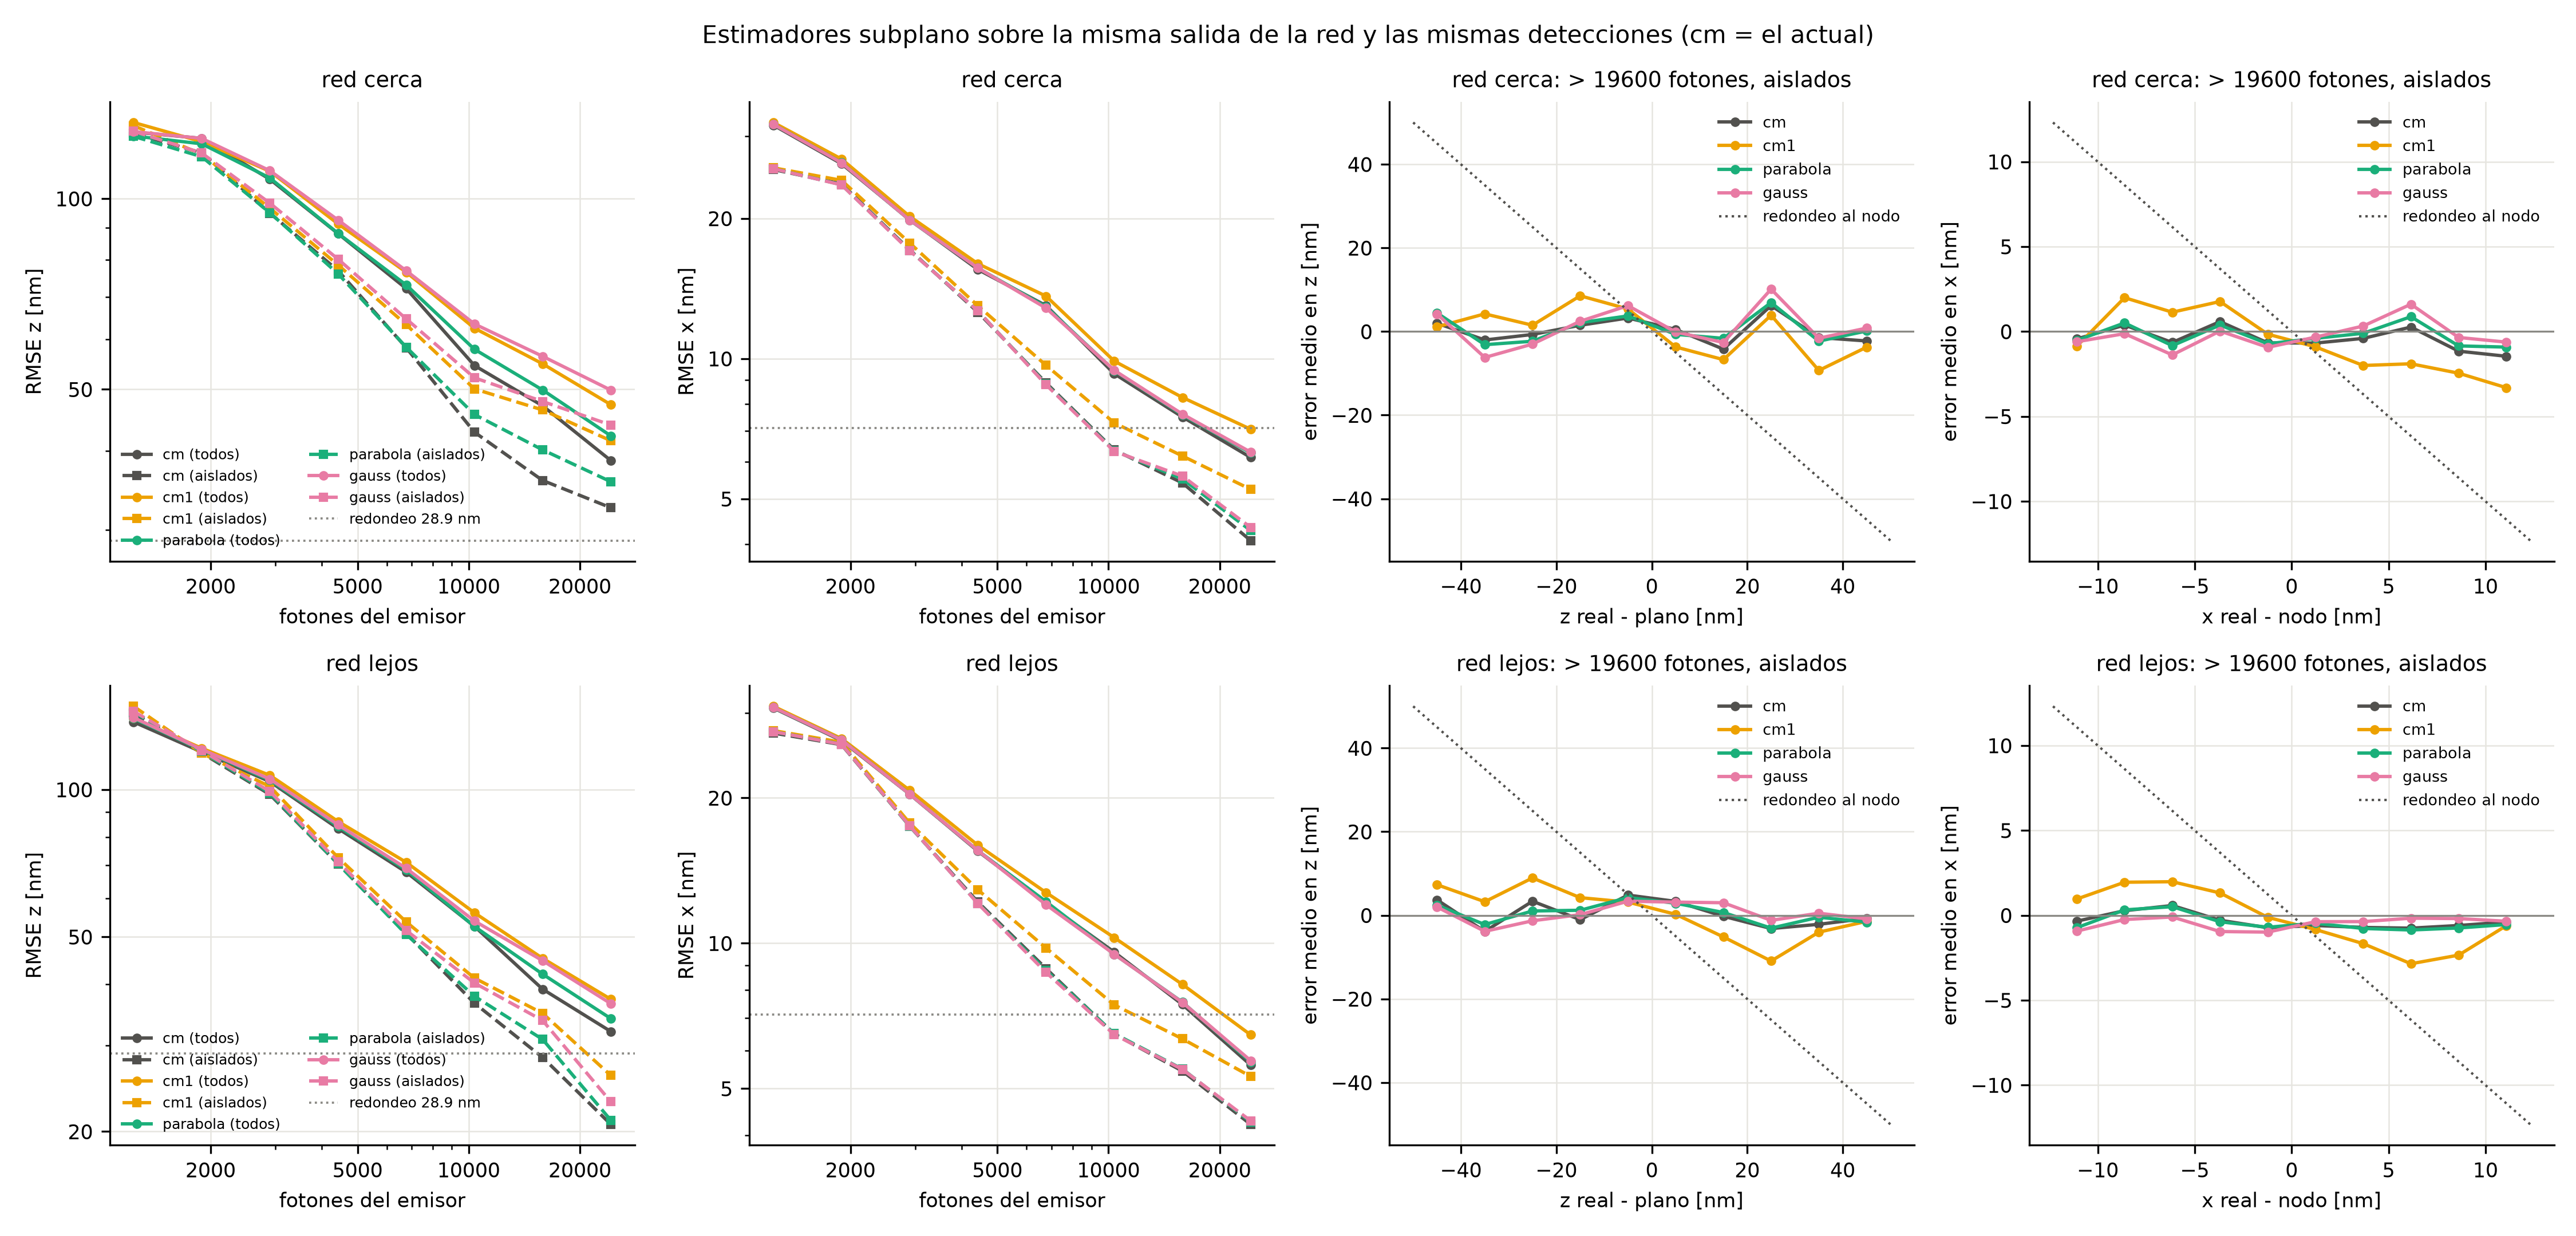 Estimadores subplano sobre la misma salida de la red y las mismas detecciones (cm = el actual)
red cerca
RMSE z [nm]
100
50
cm (todos)
cm (aislados)
cm1 (todos)
cm1 (aislados)
parabola (todos)
parabola (aislados)
gauss (todos)
gauss (aislados)
redondeo 28.9 nm
2000
5000
10000
20000
fotones del emisor
red cerca
RMSE x [nm]
20
10
5
2000
5000
10000
20000
fotones del emisor
red cerca: > 19600 fotones, aislados
error medio en z [nm]
40
20
0
−20
−40
cm
cm1
parabola
gauss
redondeo al nodo
−40
−20
0
20
40
z real - plano [nm]
red cerca: > 19600 fotones, aislados
error medio en x [nm]
10
5
0
−5
−10
cm
cm1
parabola
gauss
redondeo al nodo
−10
−5
0
5
10
x real - nodo [nm]
red lejos
RMSE z [nm]
100
50
20
cm (todos)
cm (aislados)
cm1 (todos)
cm1 (aislados)
parabola (todos)
parabola (aislados)
gauss (todos)
gauss (aislados)
redondeo 28.9 nm
2000
5000
10000
20000
fotones del emisor
red lejos
RMSE x [nm]
20
10
5
2000
5000
10000
20000
fotones del emisor
red lejos: > 19600 fotones, aislados
error medio en z [nm]
40
20
0
−20
−40
cm
cm1
parabola
gauss
redondeo al nodo
−40
−20
0
20
40
z real - plano [nm]
red lejos: > 19600 fotones, aislados
error medio en x [nm]
10
5
0
−5
−10
cm
cm1
parabola
gauss
redondeo al nodo
−10
−5
0
5
10
x real - nodo [nm]